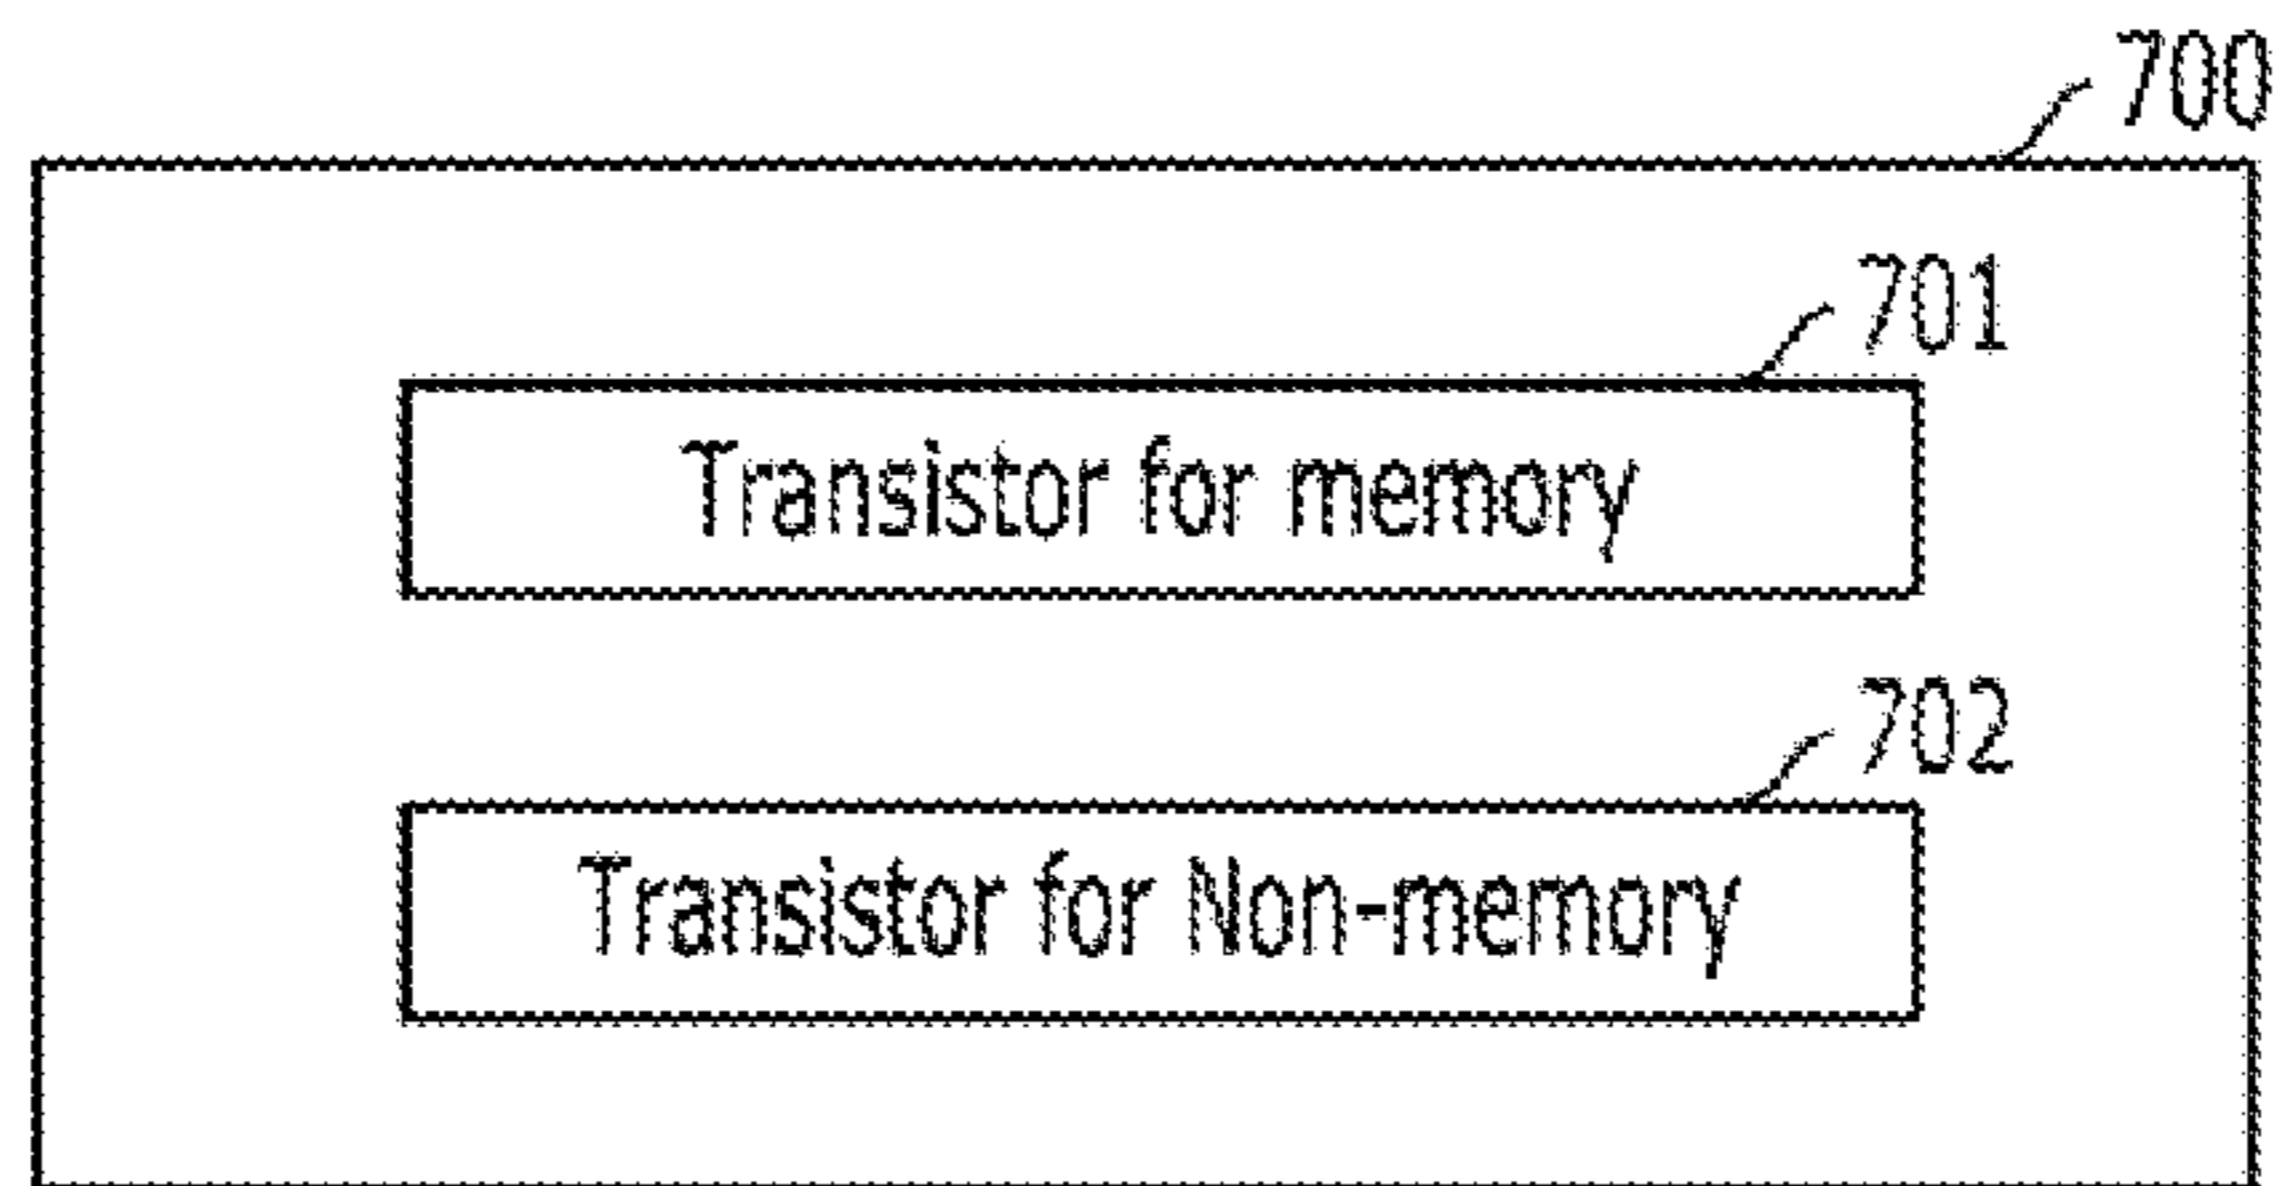 700
701
Transistor for memory
702
Transistor for Non-memory